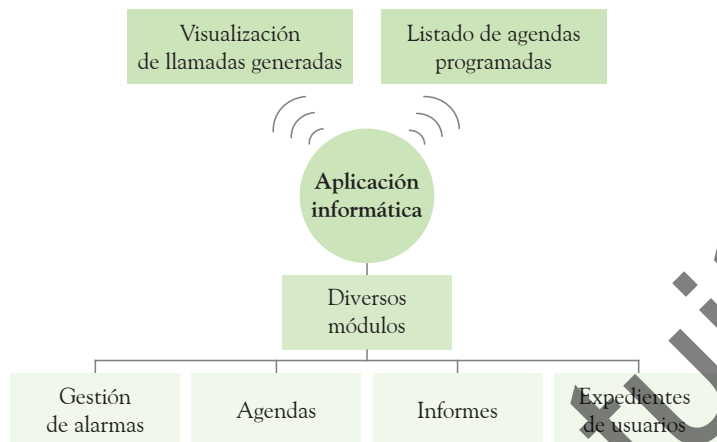 Visualización
de llamadas generadas
Listado de agendas
programadas
Aplicación
informática
Diversos
módulos
Gestión
de alarmas
Agendas
Informes
Expedientes
de usuarios